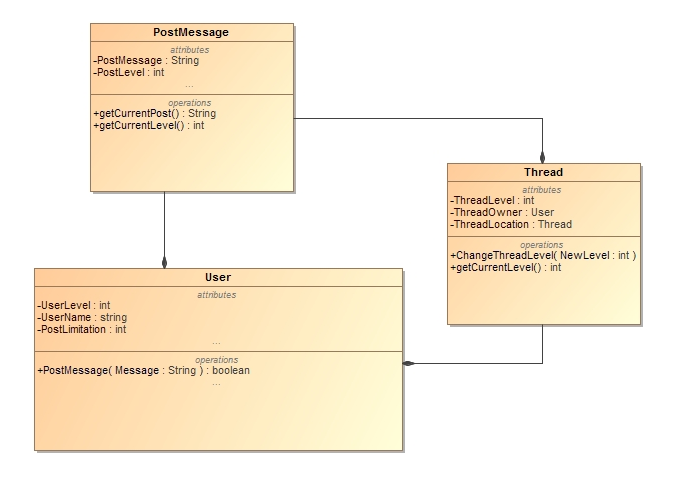 PostMessage
attributes
-PostMessage : String
-PostLevel : int
...
operations
+getCurrentPost() : String
+getCurrentLevel() : int
Thread
attributes
-ThreadLevel : int
-ThreadOwner : User
-ThreadLocation : Thread
operations
+ChangeThreadLevel( NewLevel : int )
+getCurrentLevel() : int
User
attributes
-UserLevel : int
-UserName : string
-PostLimitation : int
...
operations
+PostMessage( Message : String ) : boolean
...